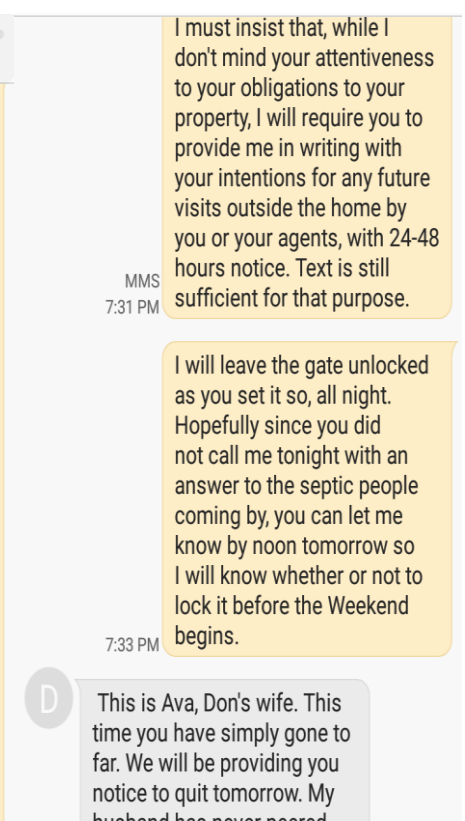 I must insist that, while I
don't mind your attentiveness
to your obligations to your
property, I will require you to
provide me in writing with
your intentions for any future
visits outside the home by
you or your agents, with 24-48
hours notice. Text is still
sufficient for that purpose.
MMS
7:31 PM
I will leave the gate unlocked
as you set it so, all night.
Hopefully since you did
not call me tonight with an
answer to the septic people
coming by, you can let me
know by noon tomorrow so
I will know whether or not to
lock it before the Weekend
begins.
7:33 PM
D
This is Ava, Don's wife. This
time you have simply gone to
far. We will be providing you
notice to quit tomorrow. My
husband has never